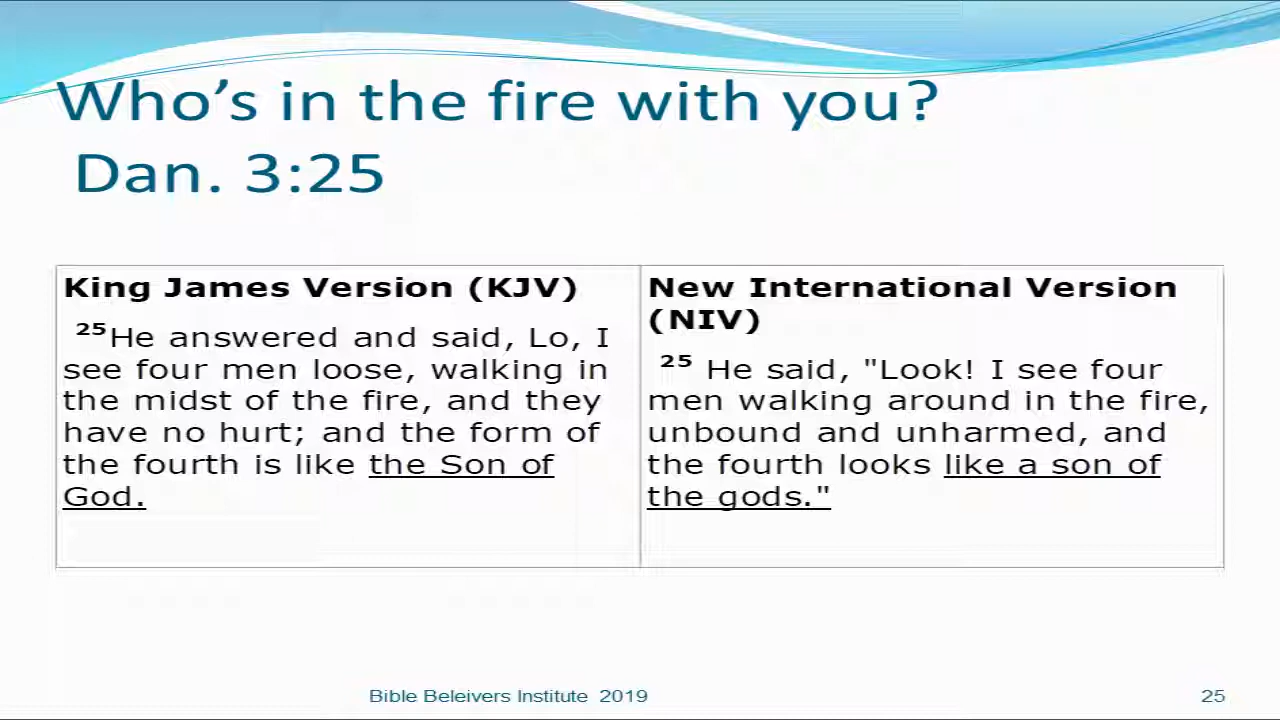 Who’s in the fire with you?
Dan. 3:25
King James Version (KJV)
25He answered and said, Lo, I
see four men loose, walking in
the midst of the fire, and they
have no hurt; and the form of
the fourth is like the Son of
God.
New International Version
(NIV)
25 He said, "Look! I see four
men walking around in the fire,
unbound and unharmed, and
the fourth looks like a son of
the gods."
Bible Beleivers Institute 2019
25